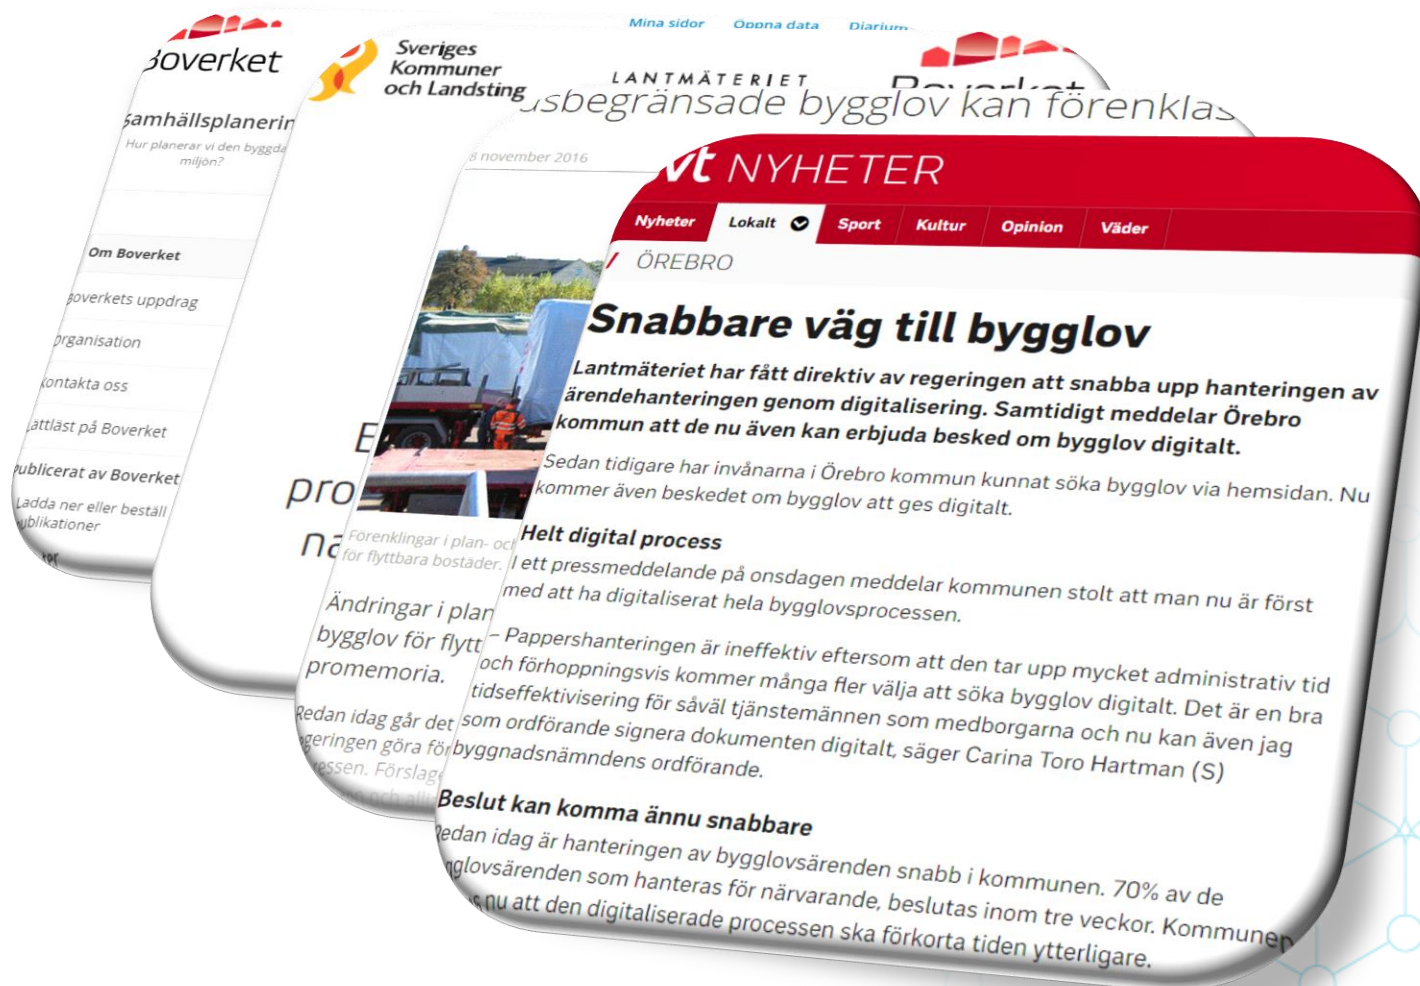 Boverket
Samhällsplanerin
Hur planerar vi den byggda
miljön?
Om Boverket
Boverkets uppdrag
Organisation
Kontakta oss
Lättläst på Boverket
Publicerat av Boverket
Ladda ner eller beställ
publikationer
Mina sidor Öppna data Diarium
Sveriges
Kommuner
och Landsting
LANTMÄTERIET
Boverket
pro
usbegränsade bygglov kan förenklas
8 november 2016
Förenklingar i plan- och
för flyttbara bostäder.
Ändringar i plan
bygglov för flytt
promemoria.
Redan idag går det
regeringen göra för
Förslage
och alli
svt NYHETER
Nyheter Lokalt Sport Kultur Opinion Väder
/ ÖREBRO
Snabbare väg till bygglov
Lantmäteriet har fått direktiv av regeringen att snabba upp hanteringen av
ärendehanteringen genom digitalisering. Samtidigt meddelar Örebro
kommun att de nu även kan erbjuda besked om bygglov digitalt.
Sedan tidigare har invånarna i Örebro kommun kunnat söka bygglov via hemsidan. Nu
kommer även beskedet om bygglov att ges digitalt.
Helt digital process
I ett pressmeddelande på onsdagen meddelar kommunen stolt att man nu är först
med att ha digitaliserat hela bygglovsprocessen.
– Pappershanteringen är ineffektiv eftersom att den tar upp mycket administrativ tid
och förhoppningsvis kommer många fler välja att söka bygglov digitalt. Det är en bra
tidseffektivisering för såväl tjänstemännen som medborgarna och nu kan även jag
som ordförande signera dokumenten digitalt, säger Carina Toro Hartman (S)
byggnadsnämndens ordförande.
Beslut kan komma ännu snabbare
Redan idag är hanteringen av bygglovsärenden snabb i kommunen. 70% av de
bygglovsärenden som hanteras för närvarande, beslutas inom tre veckor. Kommunen
nu att den digitaliserade processen ska förkorta tiden ytterligare.